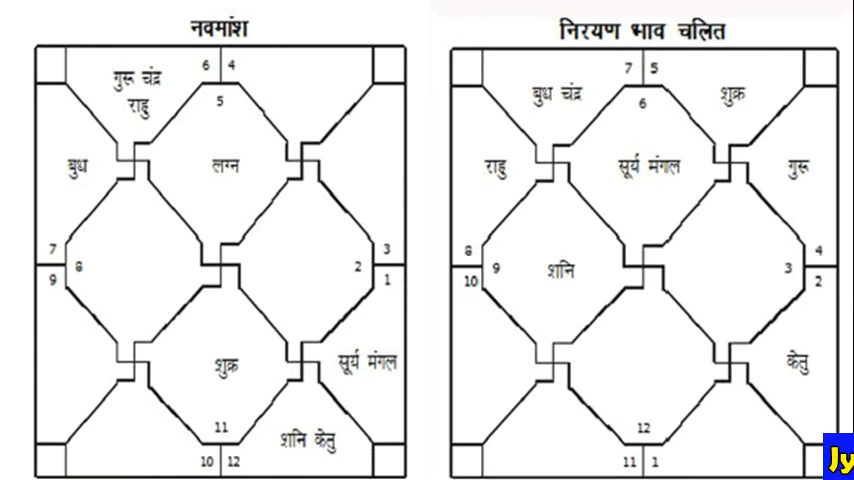 नवमांश
6 4
गुरू चंद्र
राहु
5
बुध
लग्न
7
3
8
2
9
1
सूर्य मंगल
शुक्र
11
शनि केतु
10 12
निरयण भाव चलित
7 5
बुध चंद्र
शुक्र
6
राहु
सूर्य मंगल
गुरू
8
4
9
शनि
3
10
2
केतु
12
11 1
Jy